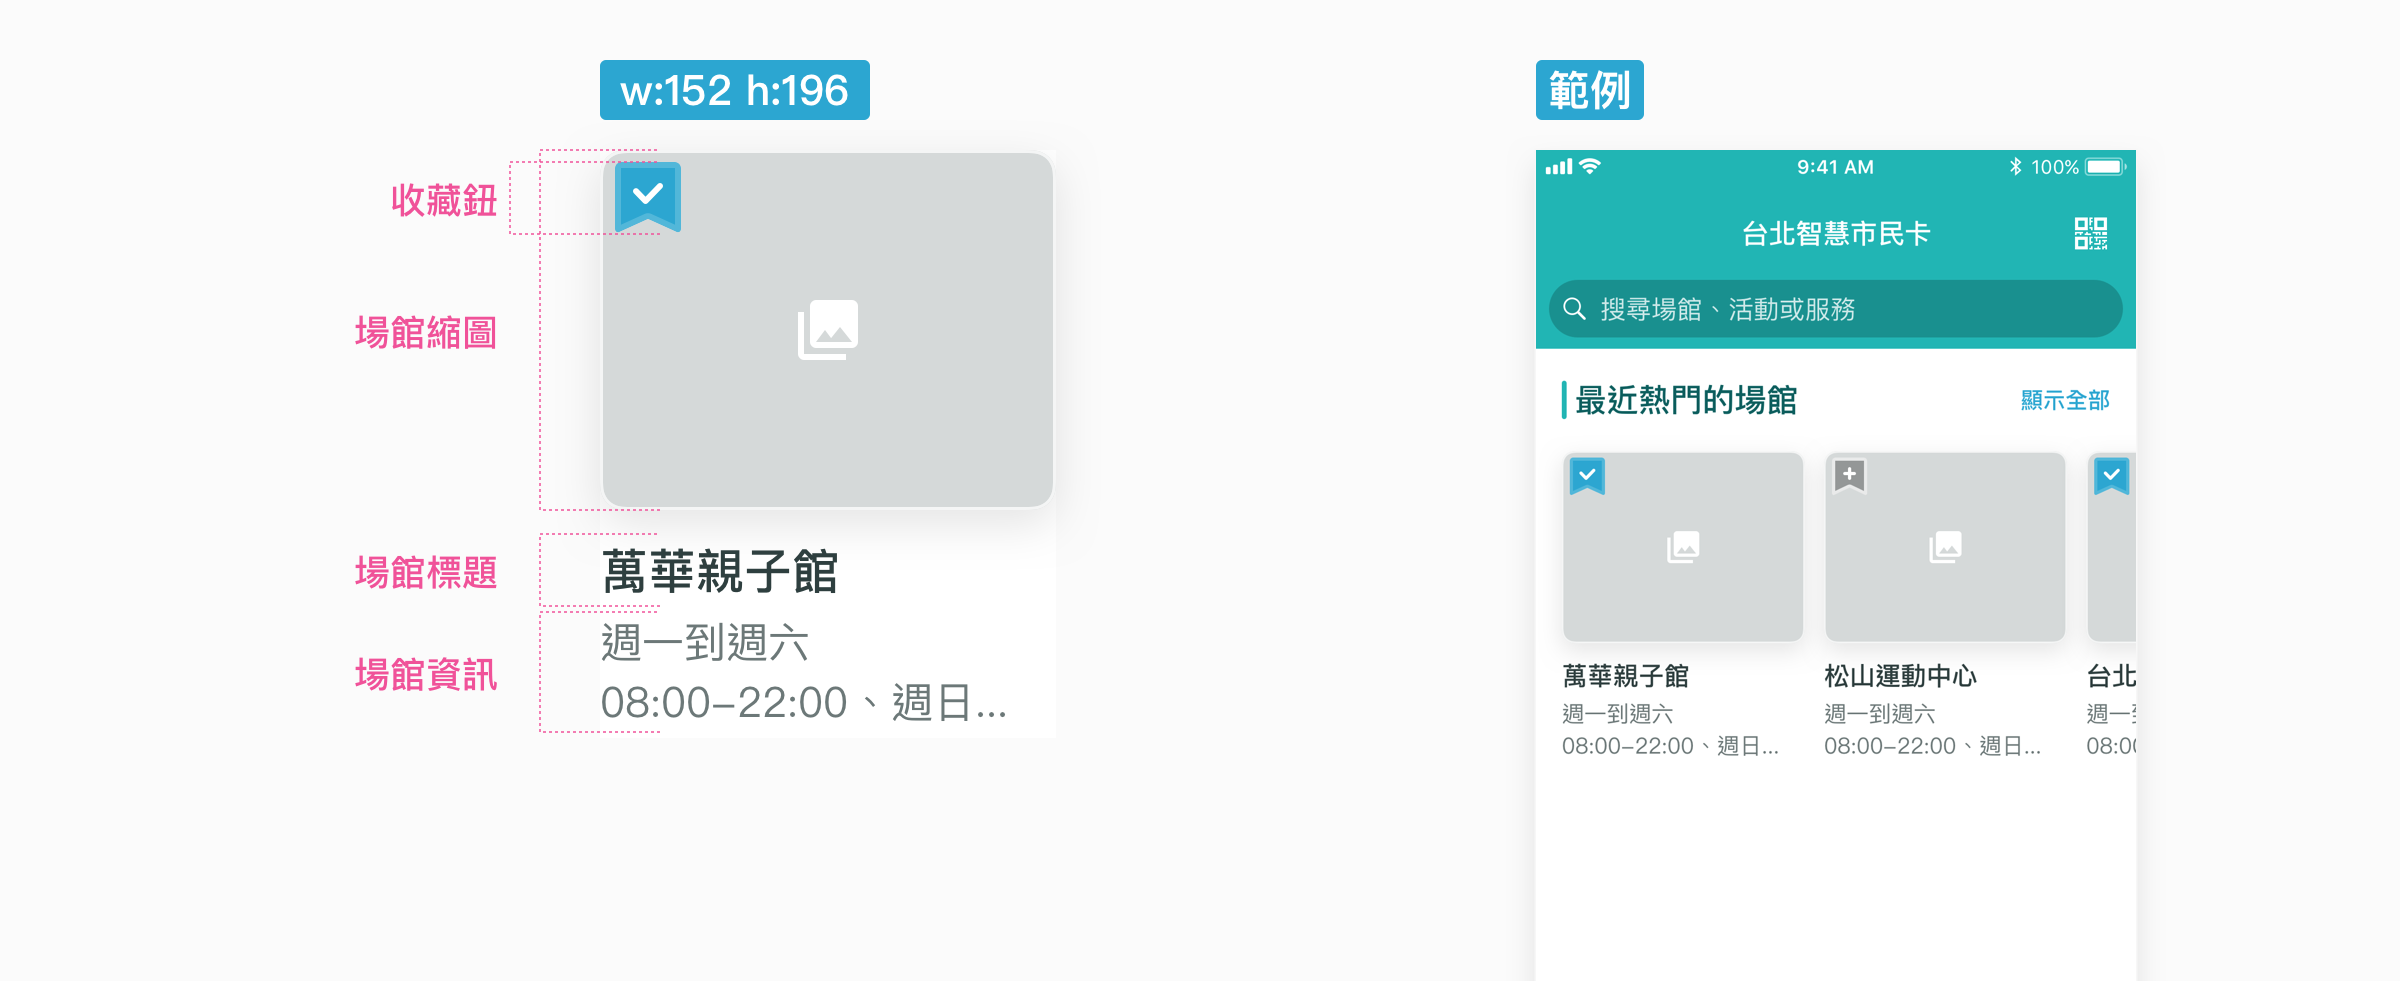 w:152 h:196
收藏鈕
場館縮圖
場館標題
場館資訊
萬華親子館
週一到週六
08:00–22:00、週日...
範例
9:41 AM
100%
台北智慧市民卡
搜尋場館、活動或服務
最近熱門的場館
顯示全部
萬華親子館
週一到週六
08:00–22:00、週日...
松山運動中心
週一到週六
08:00–22:00、週日...
台北
週一
08:0